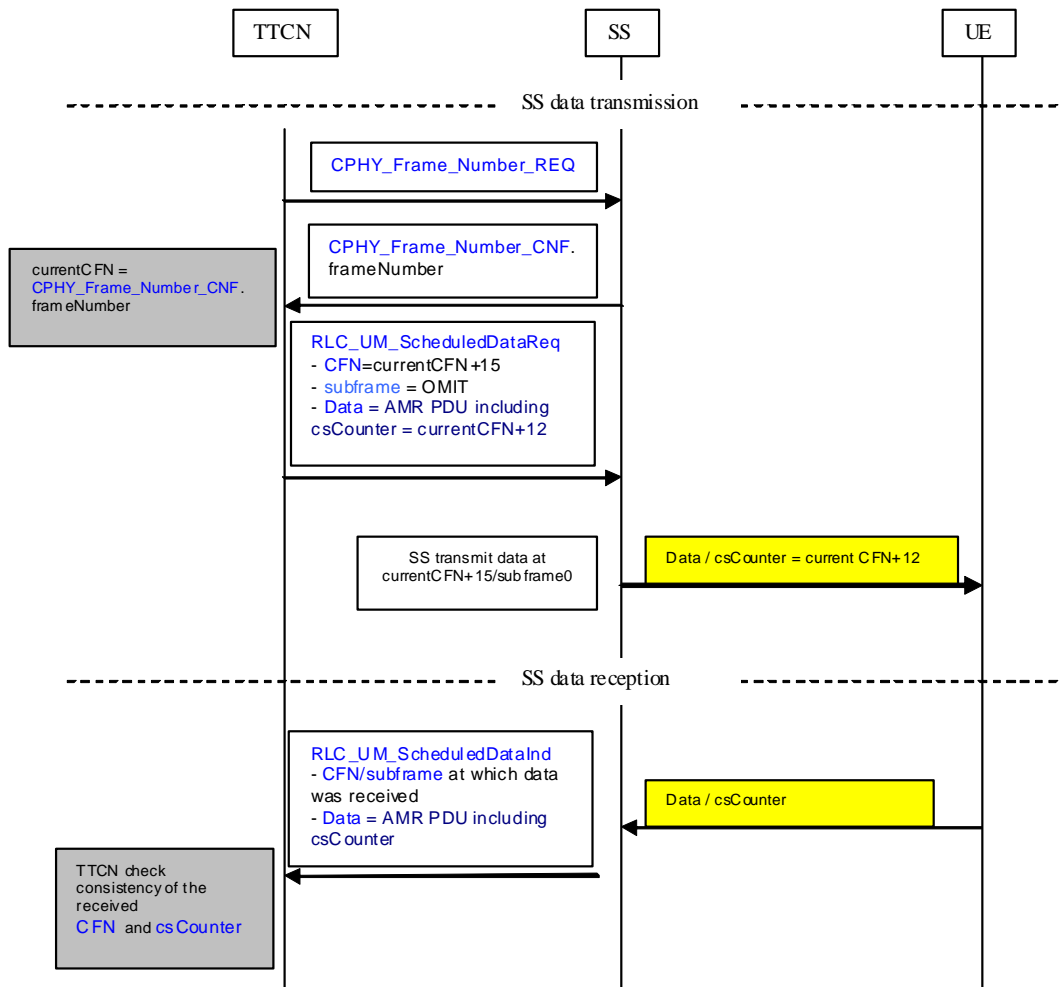 TTCN
SS
UE
SS data transmission
CPHY_Frame_Number_REQ
CPHY_Frame_Number_CNF.
frameNumber
currentCFN =
CPHY_Frame_Number_CNF.
frameNumber
RLC_UM_ScheduledDataReq
- CFN=currentCFN+15
- subframe = OMIT
- Data = AMR PDU including
csCounter = currentCFN+12
SS transmit data at
currentCFN+15/subframe0
Data / csCounter = current CFN+12
SS data reception
RLC_UM_ScheduledDataInd
- CFN/subframe at which data
was received
- Data = AMR PDU including
csCounter
Data / csCounter
TTCN check
consistency of the
received
CFN and csCounter